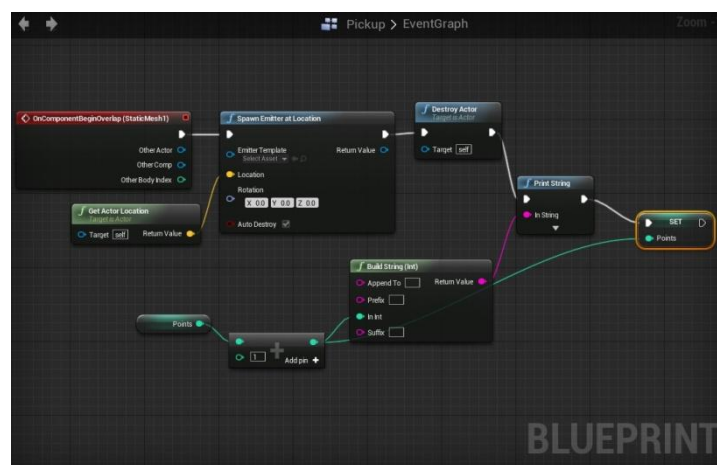 Pickup > EventGraph
Zoom -
OnComponentBeginOverlap (StaticMesh1)
Other Actor
Other Comp
Other Body Index
Spawn Emitter at Location
Emitter Template
Select Asset
Return Value
Location
Rotation
X 0.0 Y 0.0 Z 0.0
Auto Destroy
Destroy Actor
Target is Actor
Target self
Get Actor Location
Target is Actor
Target self Return Value
Print String
In String
SET
Points
Build String (Int)
Append To Return Value
Prefix
In Int
Suffix
Points
1
Add pin +
BLUEPRINT